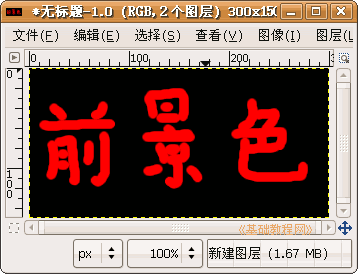 *无标题-1.0 (RGB,2个图层) 300x150
文件(F) 编辑(E) 选择(S) 查看(V) 图像(I) 图层(
0 100 200 3
0
100
前景色
《基础教程网》
px 100% 新建图层 (1.67 MB)